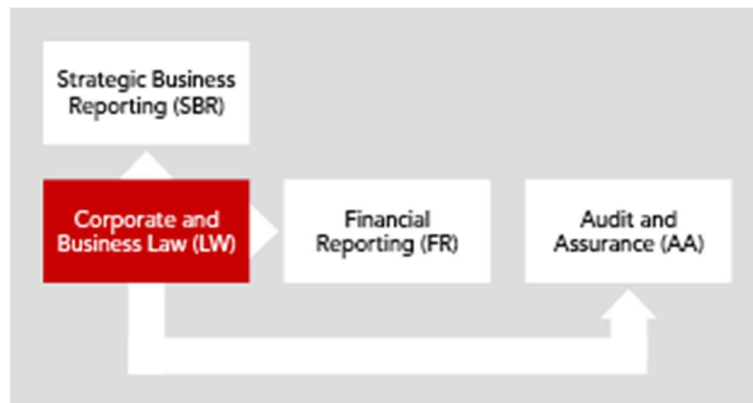 Strategic Business
Reporting (SBR)
Corporate and
Business Law (LW)
Financial
Reporting (FR)
Audit and
Assurance (AA)